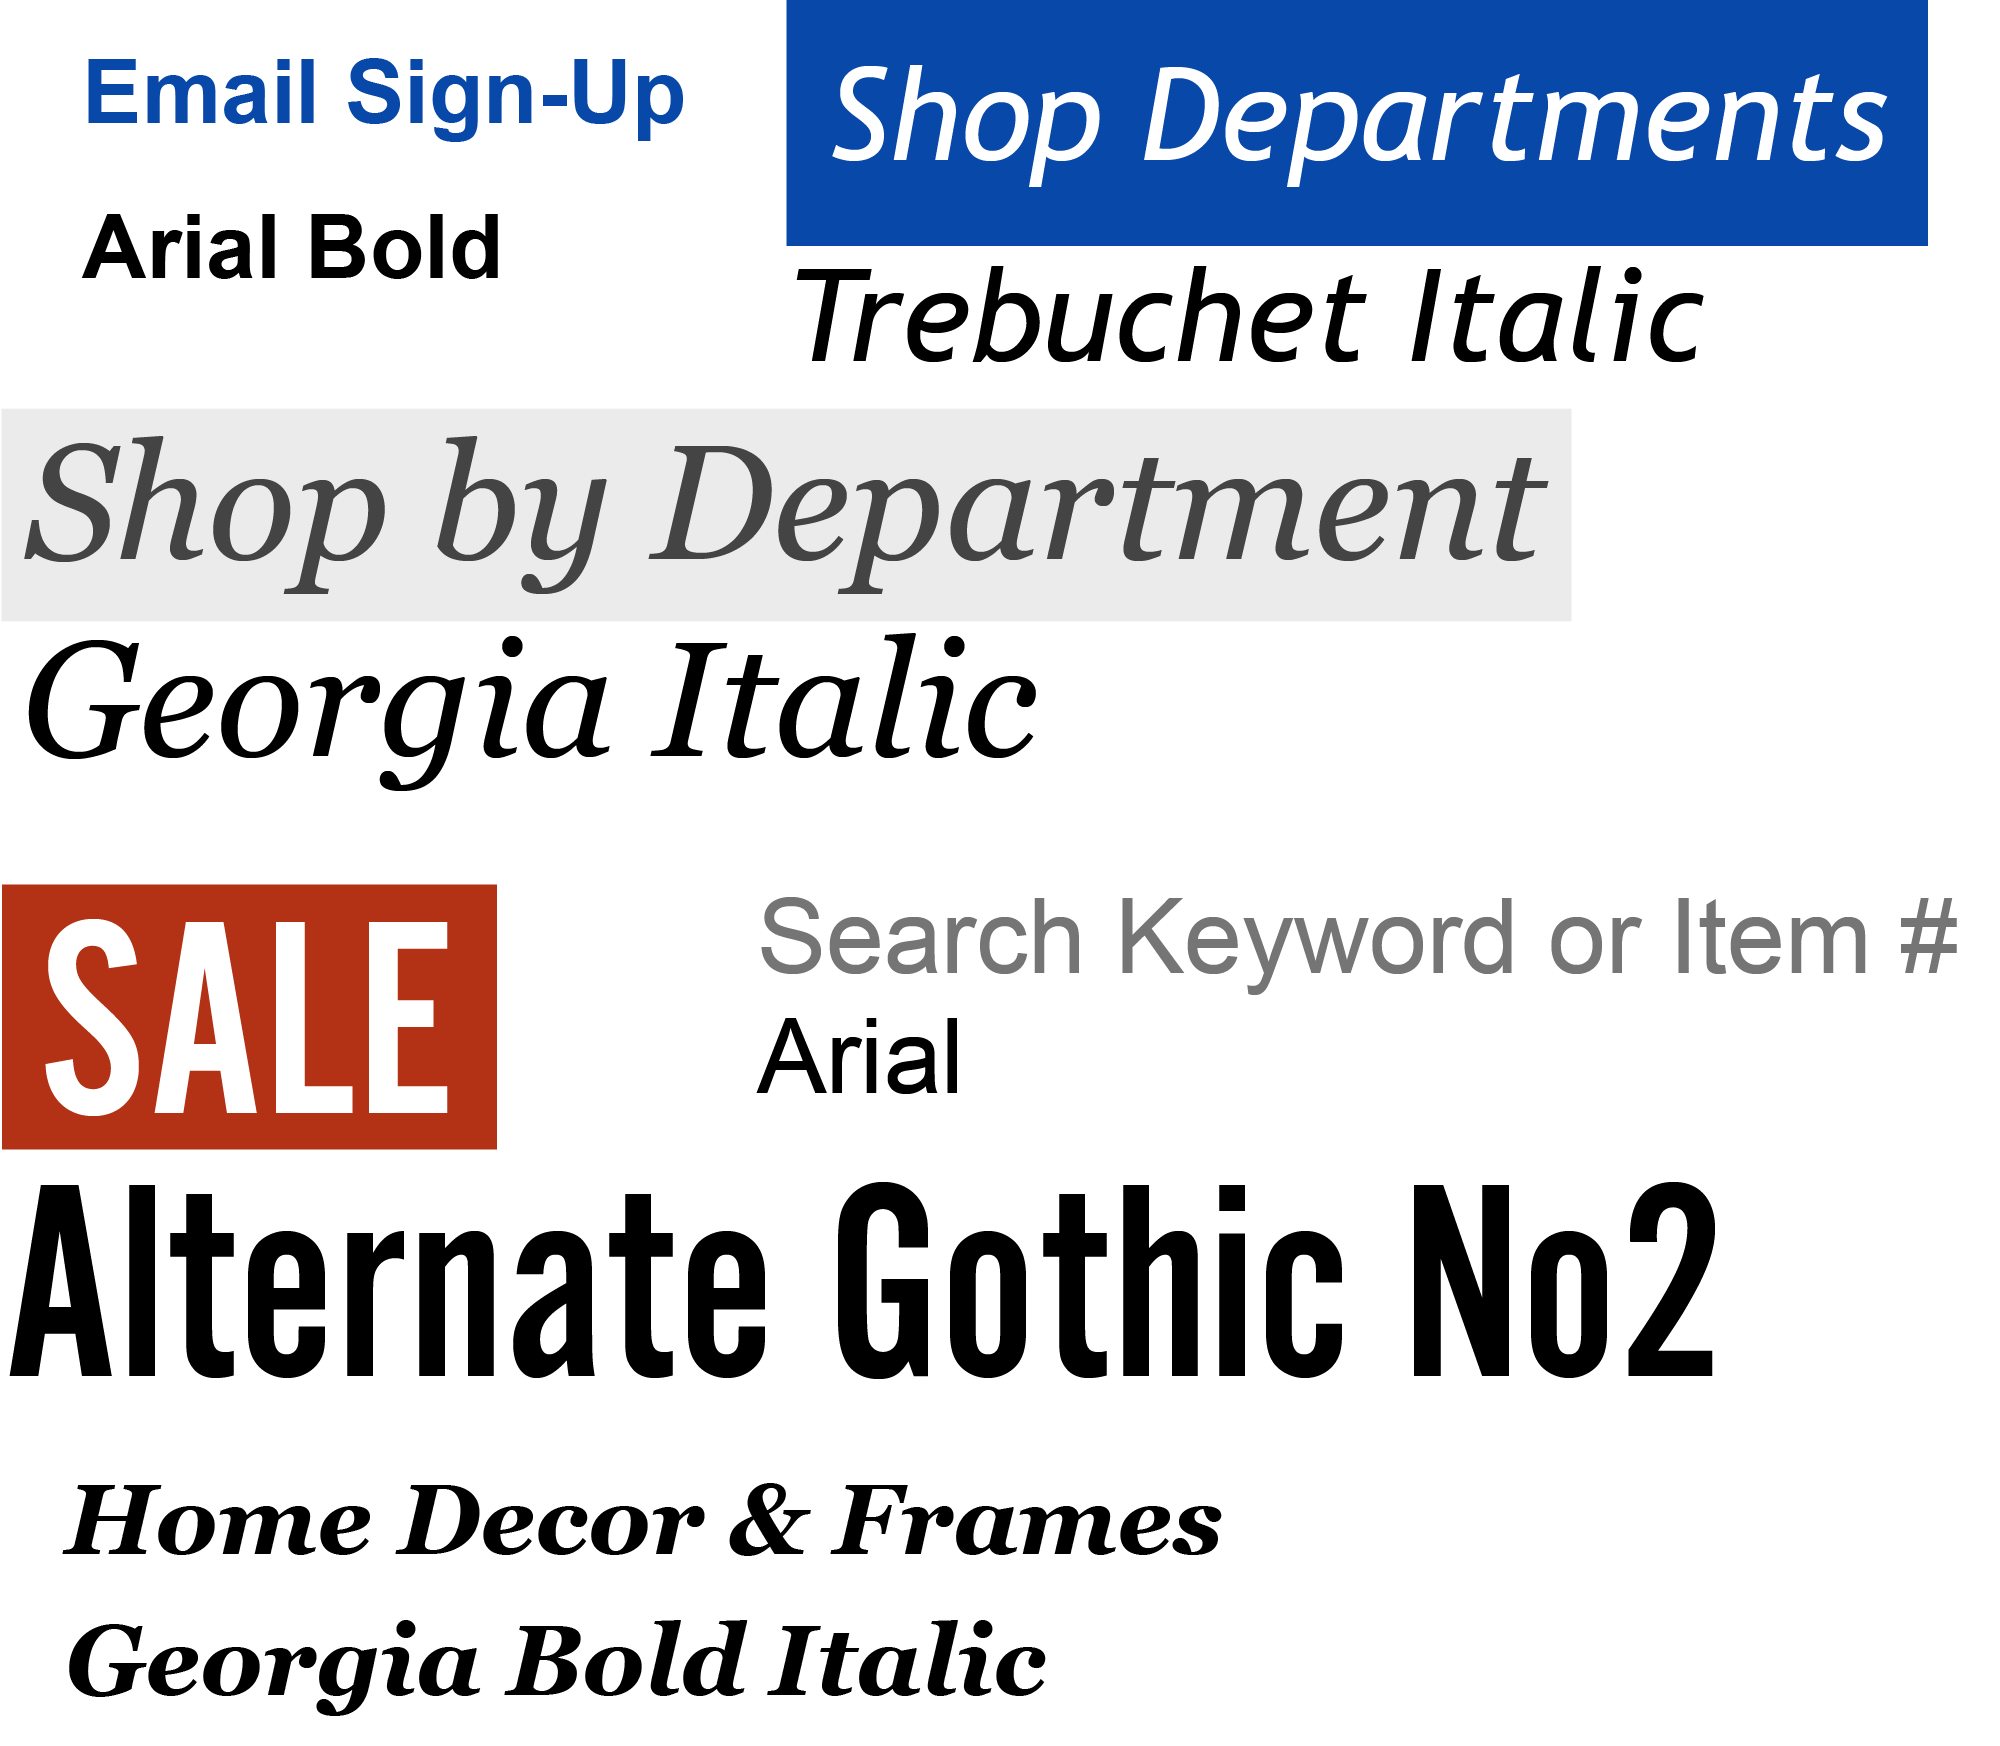 Email Sign-Up
Arial Bold
Shop Departments
Trebuchet Italic
Shop by Department
Georgia Italic
SALE
Search Keyword or Item #
Arial
Alternate Gothic No2
Home Decor & Frames
Georgia Bold Italic